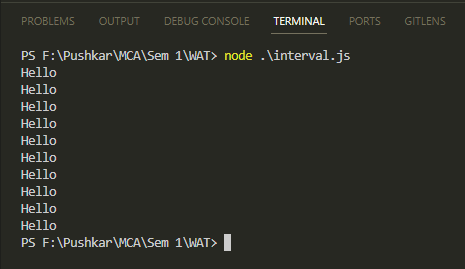 PROBLEMS OUTPUT DEBUG CONSOLE TERMINAL PORTS GITLENS
PS F:\Pushkar\MCA\Sem 1\WAT> node .\interval.js
Hello
Hello
Hello
Hello
Hello
Hello
Hello
Hello
Hello
Hello
PS F:\Pushkar\MCA\Sem 1\WAT>